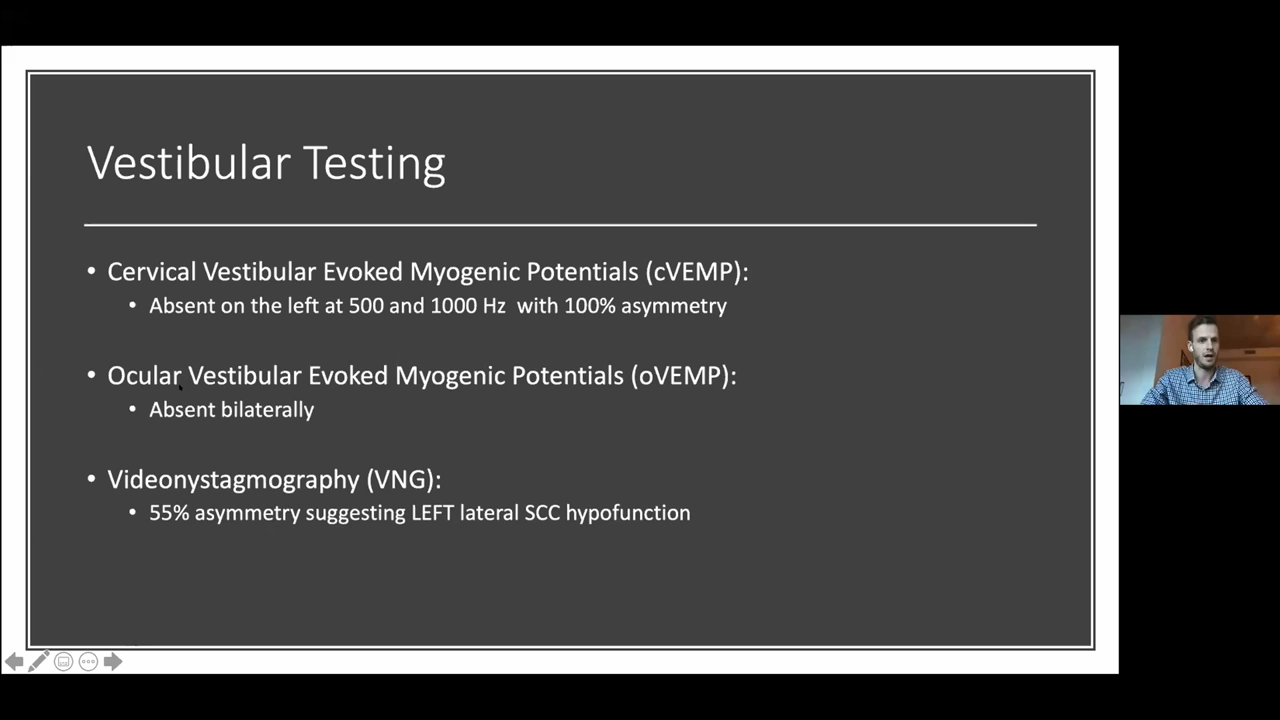 Vestibular Testing
• Cervical Vestibular Evoked Myogenic Potentials (cVEMP):
• Absent on the left at 500 and 1000 Hz with 100% asymmetry
• Ocular Vestibular Evoked Myogenic Potentials (oVEMP):
• Absent bilaterally
• Videonystagmography (VNG):
• 55% asymmetry suggesting LEFT lateral SCC hypofunction